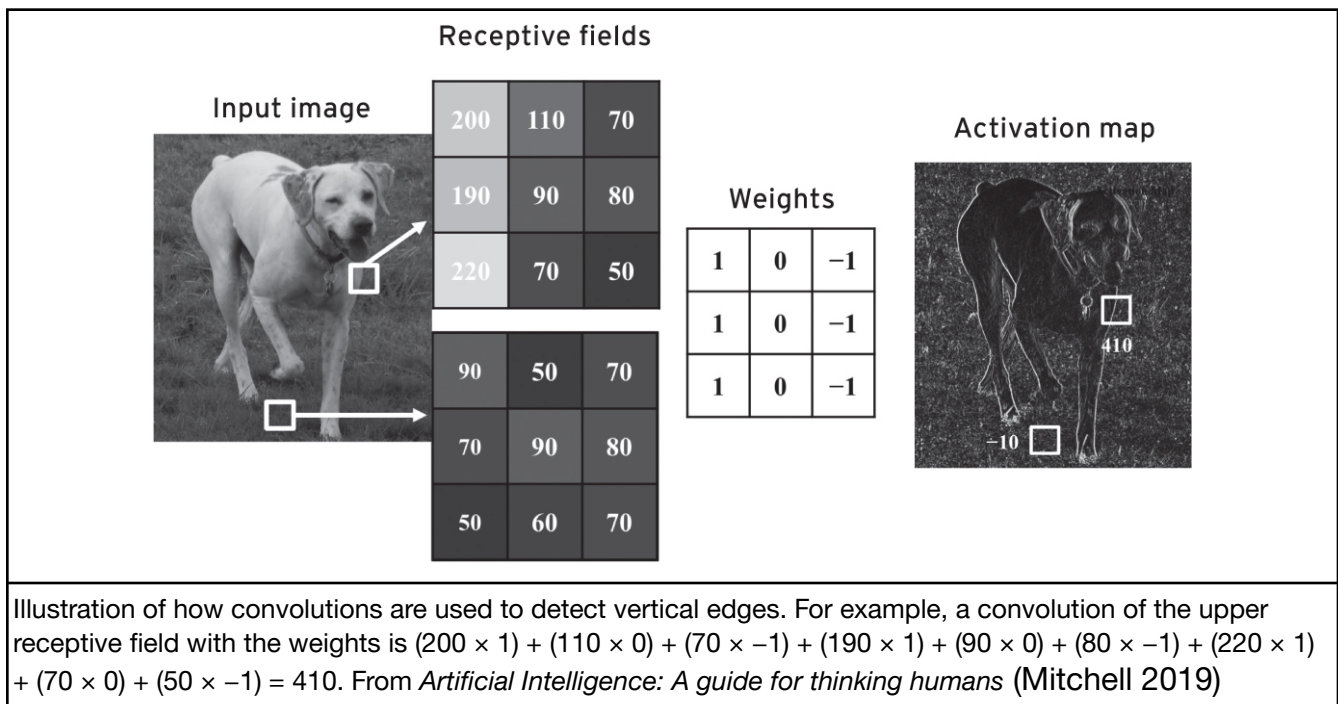 Receptive fields
Input image
200 110 70
190 90 80
220 70 50
90 50 70
70 90 80
50 60 70
Weights
1 0 −1
1 0 −1
1 0 −1
Activation map
410
−10
Illustration of how convolutions are used to detect vertical edges. For example, a convolution of the upper
receptive field with the weights is (200 × 1) + (110 × 0) + (70 × −1) + (190 × 1) + (90 × 0) + (80 × −1) + (220 × 1)
+ (70 × 0) + (50 × −1) = 410. From Artificial Intelligence: A guide for thinking humans (Mitchell 2019)